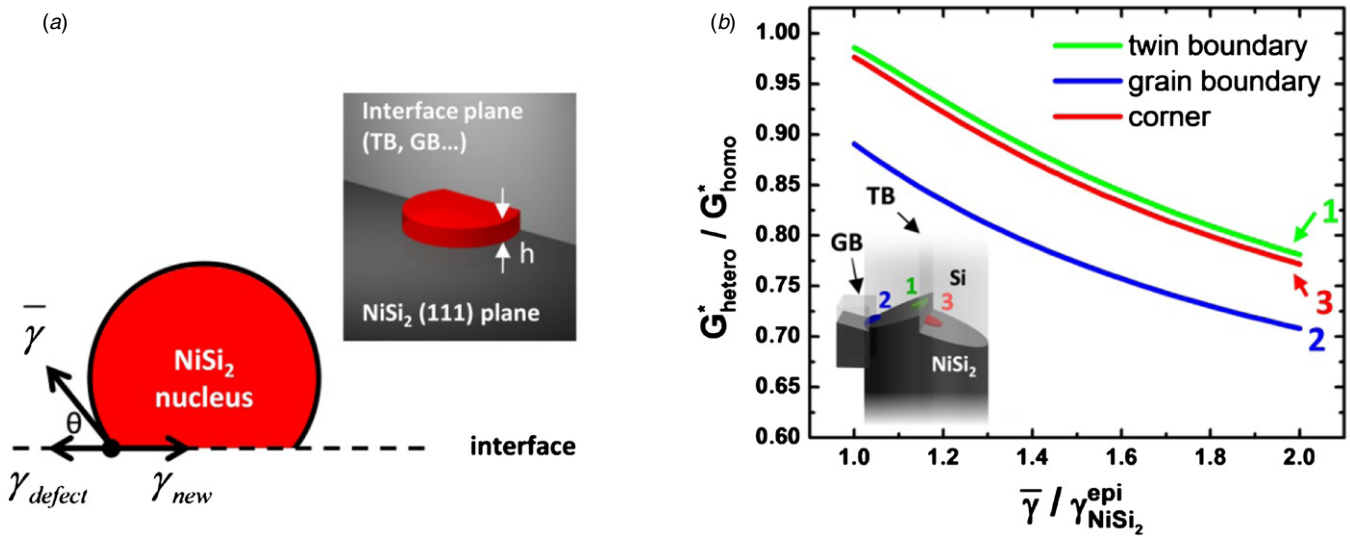 (a)
Interface plane
(TB, GB...)
h
NiSi₂ (111) plane
γ̅
NiSi₂
nucleus
θ
interface
γ_defect
γ_new
(b)
G*hetero / G*homo
1.00
0.95
0.90
0.85
0.80
0.75
0.70
0.65
0.60
twin boundary
grain boundary
corner
TB
GB
1
2
3
Si
NiSi₂
1
3
2
1.0 1.2 1.4 1.6 1.8 2.0
γ̅ / γ^epi_NiSi₂